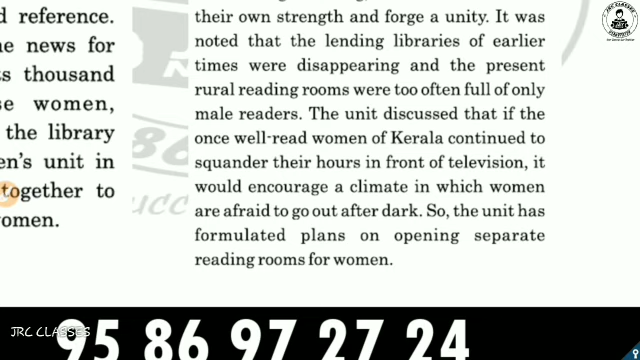 d reference.
ne news for
ts thousand
se women,
the library
en's unit in
together to
omen.
their own strength and forge a unity. It was
noted that the lending libraries of earlier
times were disappearing and the present
rural reading rooms were too often full of only
male readers. The unit discussed that if the
once well-read women of Kerala continued to
squander their hours in front of television, it
would encourage a climate in which women
are afraid to go out after dark. So, the unit has
formulated plans on opening separate
reading rooms for women.
JRC CLASSES
JRC CLASSES
95 86 97 27 24